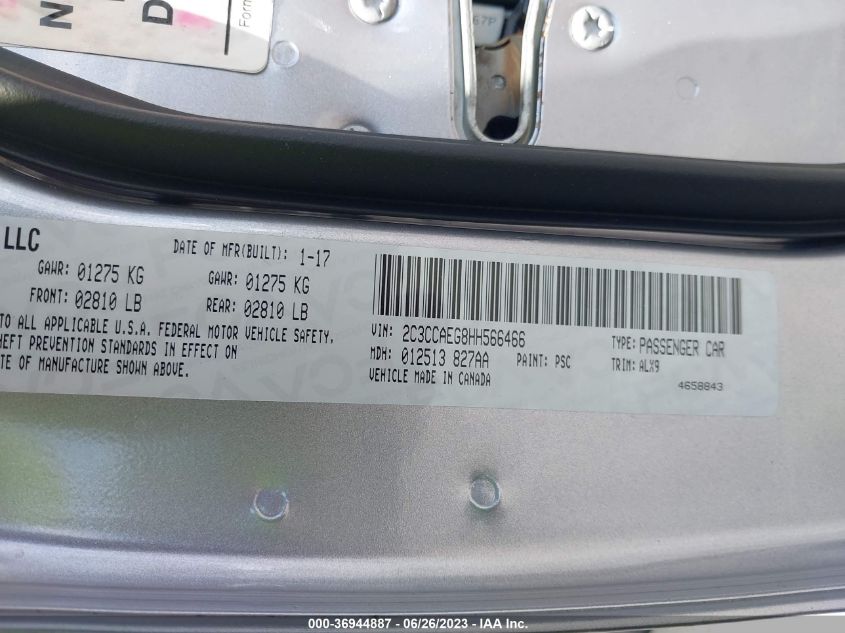 N
D
Form
67P
LLC
DATE OF MFR(BUILT): 1-17
GAWR: 01275 KG GAWR: 01275 KG
FRONT: 02810 LB REAR: 02810 LB
TO ALL APPLICABLE U.S.A. FEDERAL MOTOR VEHICLE SAFETY,
HEFT PREVENTION STANDARDS IN EFFECT ON
TE OF MANUFACTURE SHOWN ABOVE.
VIN: 2C3CCAEG8HH566466 TYPE: PASSENGER CAR
MDH: 012513 827AA PAINT: PSC TRIM: ALX9
VEHICLE MADE IN CANADA 4658843
000-36944887 - 06/26/2023 - IAA Inc.